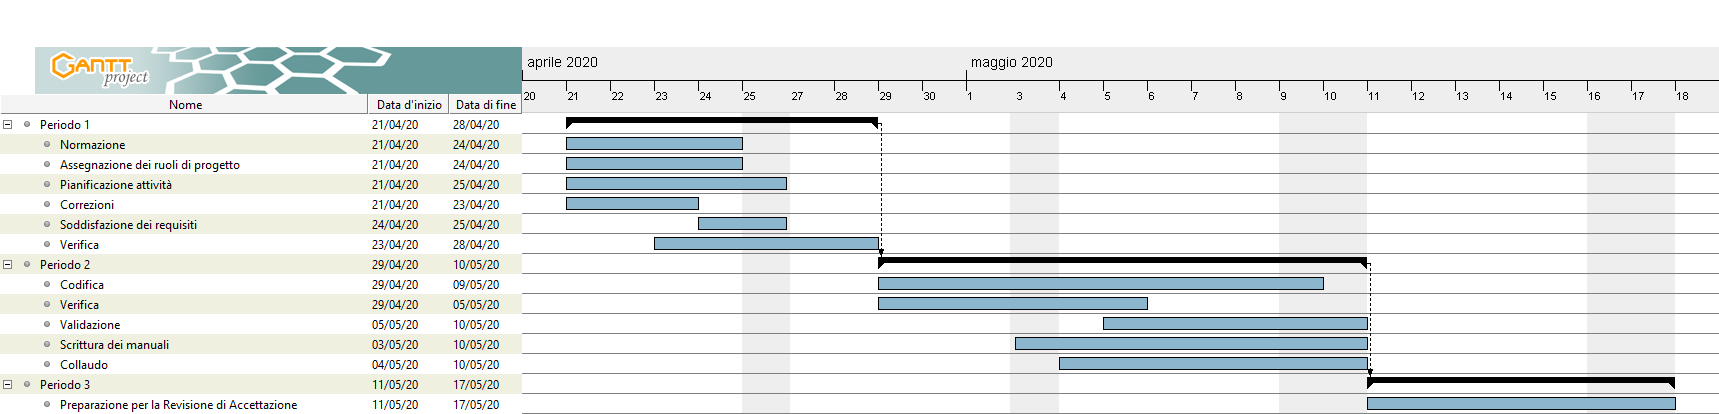 GANTT project
aprile 2020 maggio 2020
Nome Data d'inizio Data di fine 20 21 22 23 24 25 27 28 29 30 1 3 4 5 6 7 8 9 10 11 12 13 14 15 16 17 18
Periodo 1 21/04/20 28/04/20
Normazione 21/04/20 24/04/20
Assegnazione dei ruoli di progetto 21/04/20 24/04/20
Pianificazione attività 21/04/20 25/04/20
Correzioni 21/04/20 23/04/20
Soddisfazione dei requisiti 24/04/20 25/04/20
Verifica 23/04/20 28/04/20
Periodo 2 29/04/20 10/05/20
Codifica 29/04/20 09/05/20
Verifica 29/04/20 05/05/20
Validazione 05/05/20 10/05/20
Scrittura dei manuali 03/05/20 10/05/20
Collaudo 04/05/20 10/05/20
Periodo 3 11/05/20 17/05/20
Preparazione per la Revisione di Accettazione 11/05/20 17/05/20